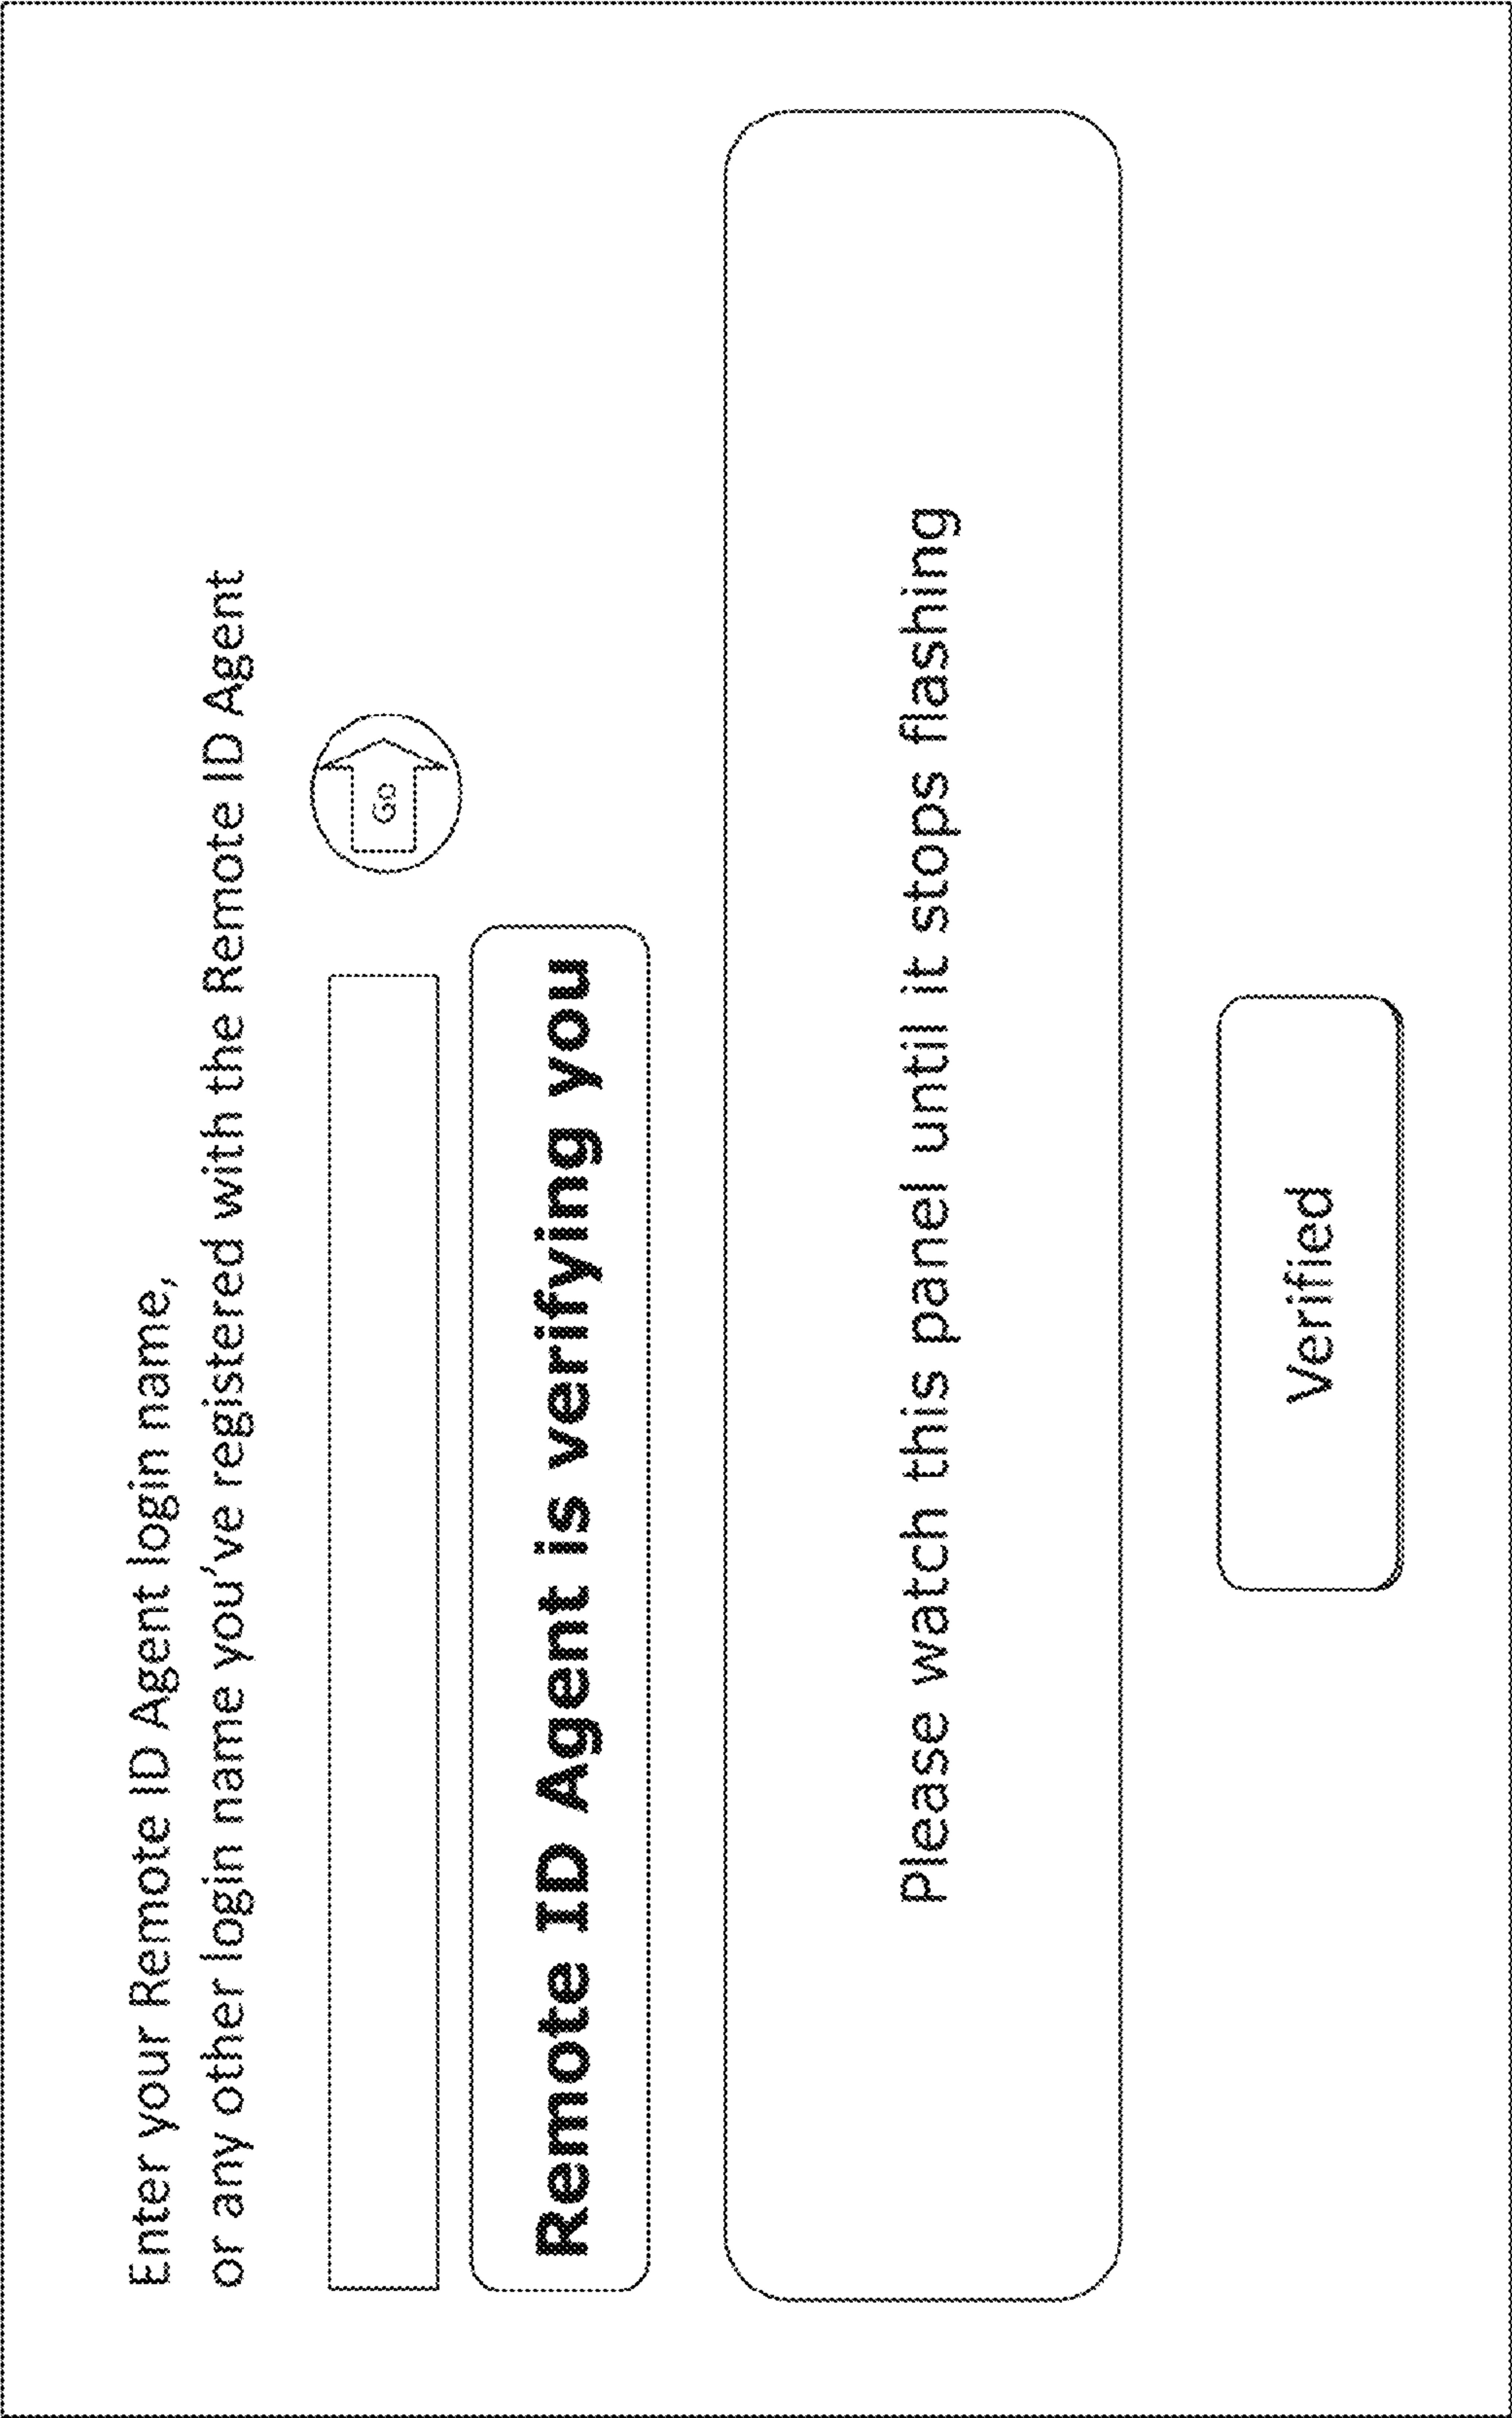 Enter your Remote ID Agent login name,
or any other login name you've registered with the Remote ID Agent
Go
Remote ID Agent is verifying you
Please watch this panel until it stops flashing
Verified